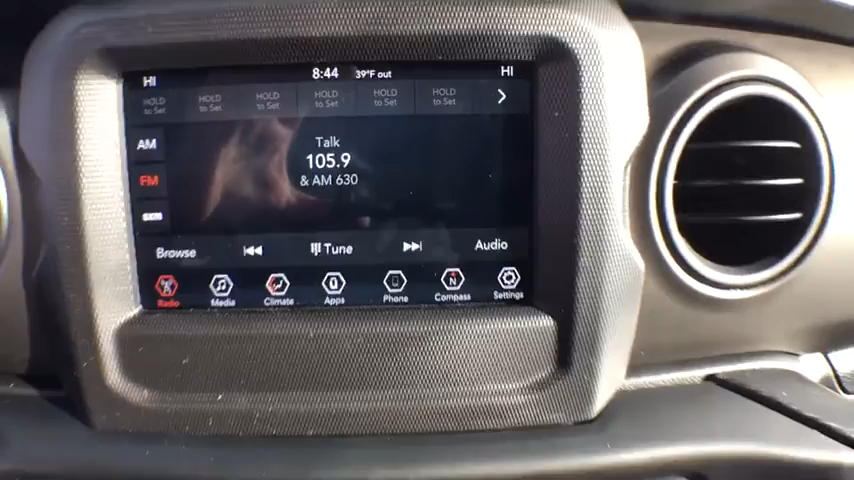 HI 8:44 39°F out HI
HOLD to Set HOLD to Set HOLD to Set HOLD to Set HOLD to Set HOLD to Set
AM
Talk
FM
105.9
& AM 630
SXM
Browse Tune Audio
Radio Media Climate Apps Phone N Compass Settings